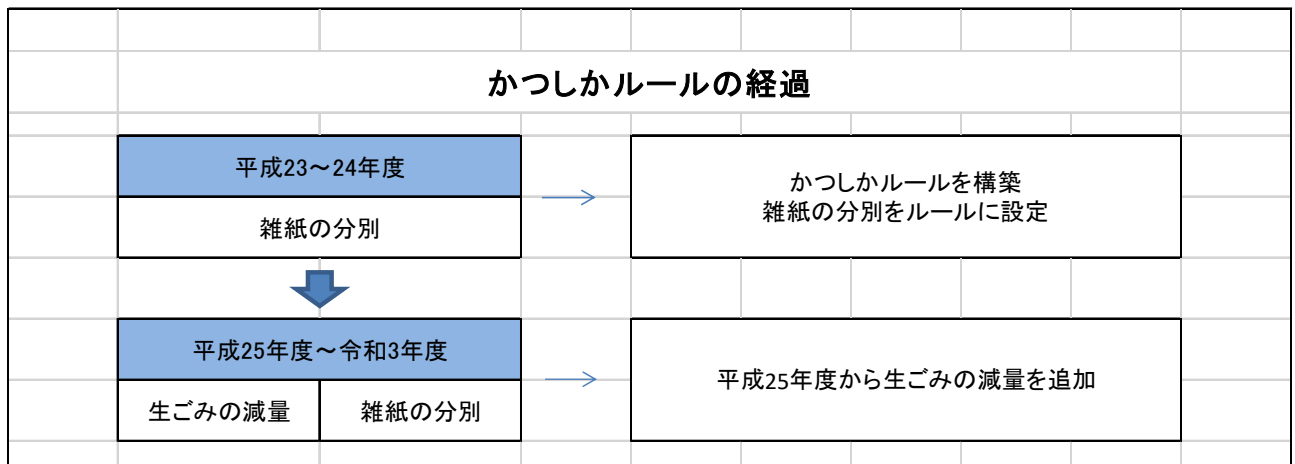 かつしかルールの経過
平成23～24年度
雑紙の分別
かつしかルールを構築
雑紙の分別をルールに設定
平成25年度～令和3年度
生ごみの減量
雑紙の分別
平成25年度から生ごみの減量を追加